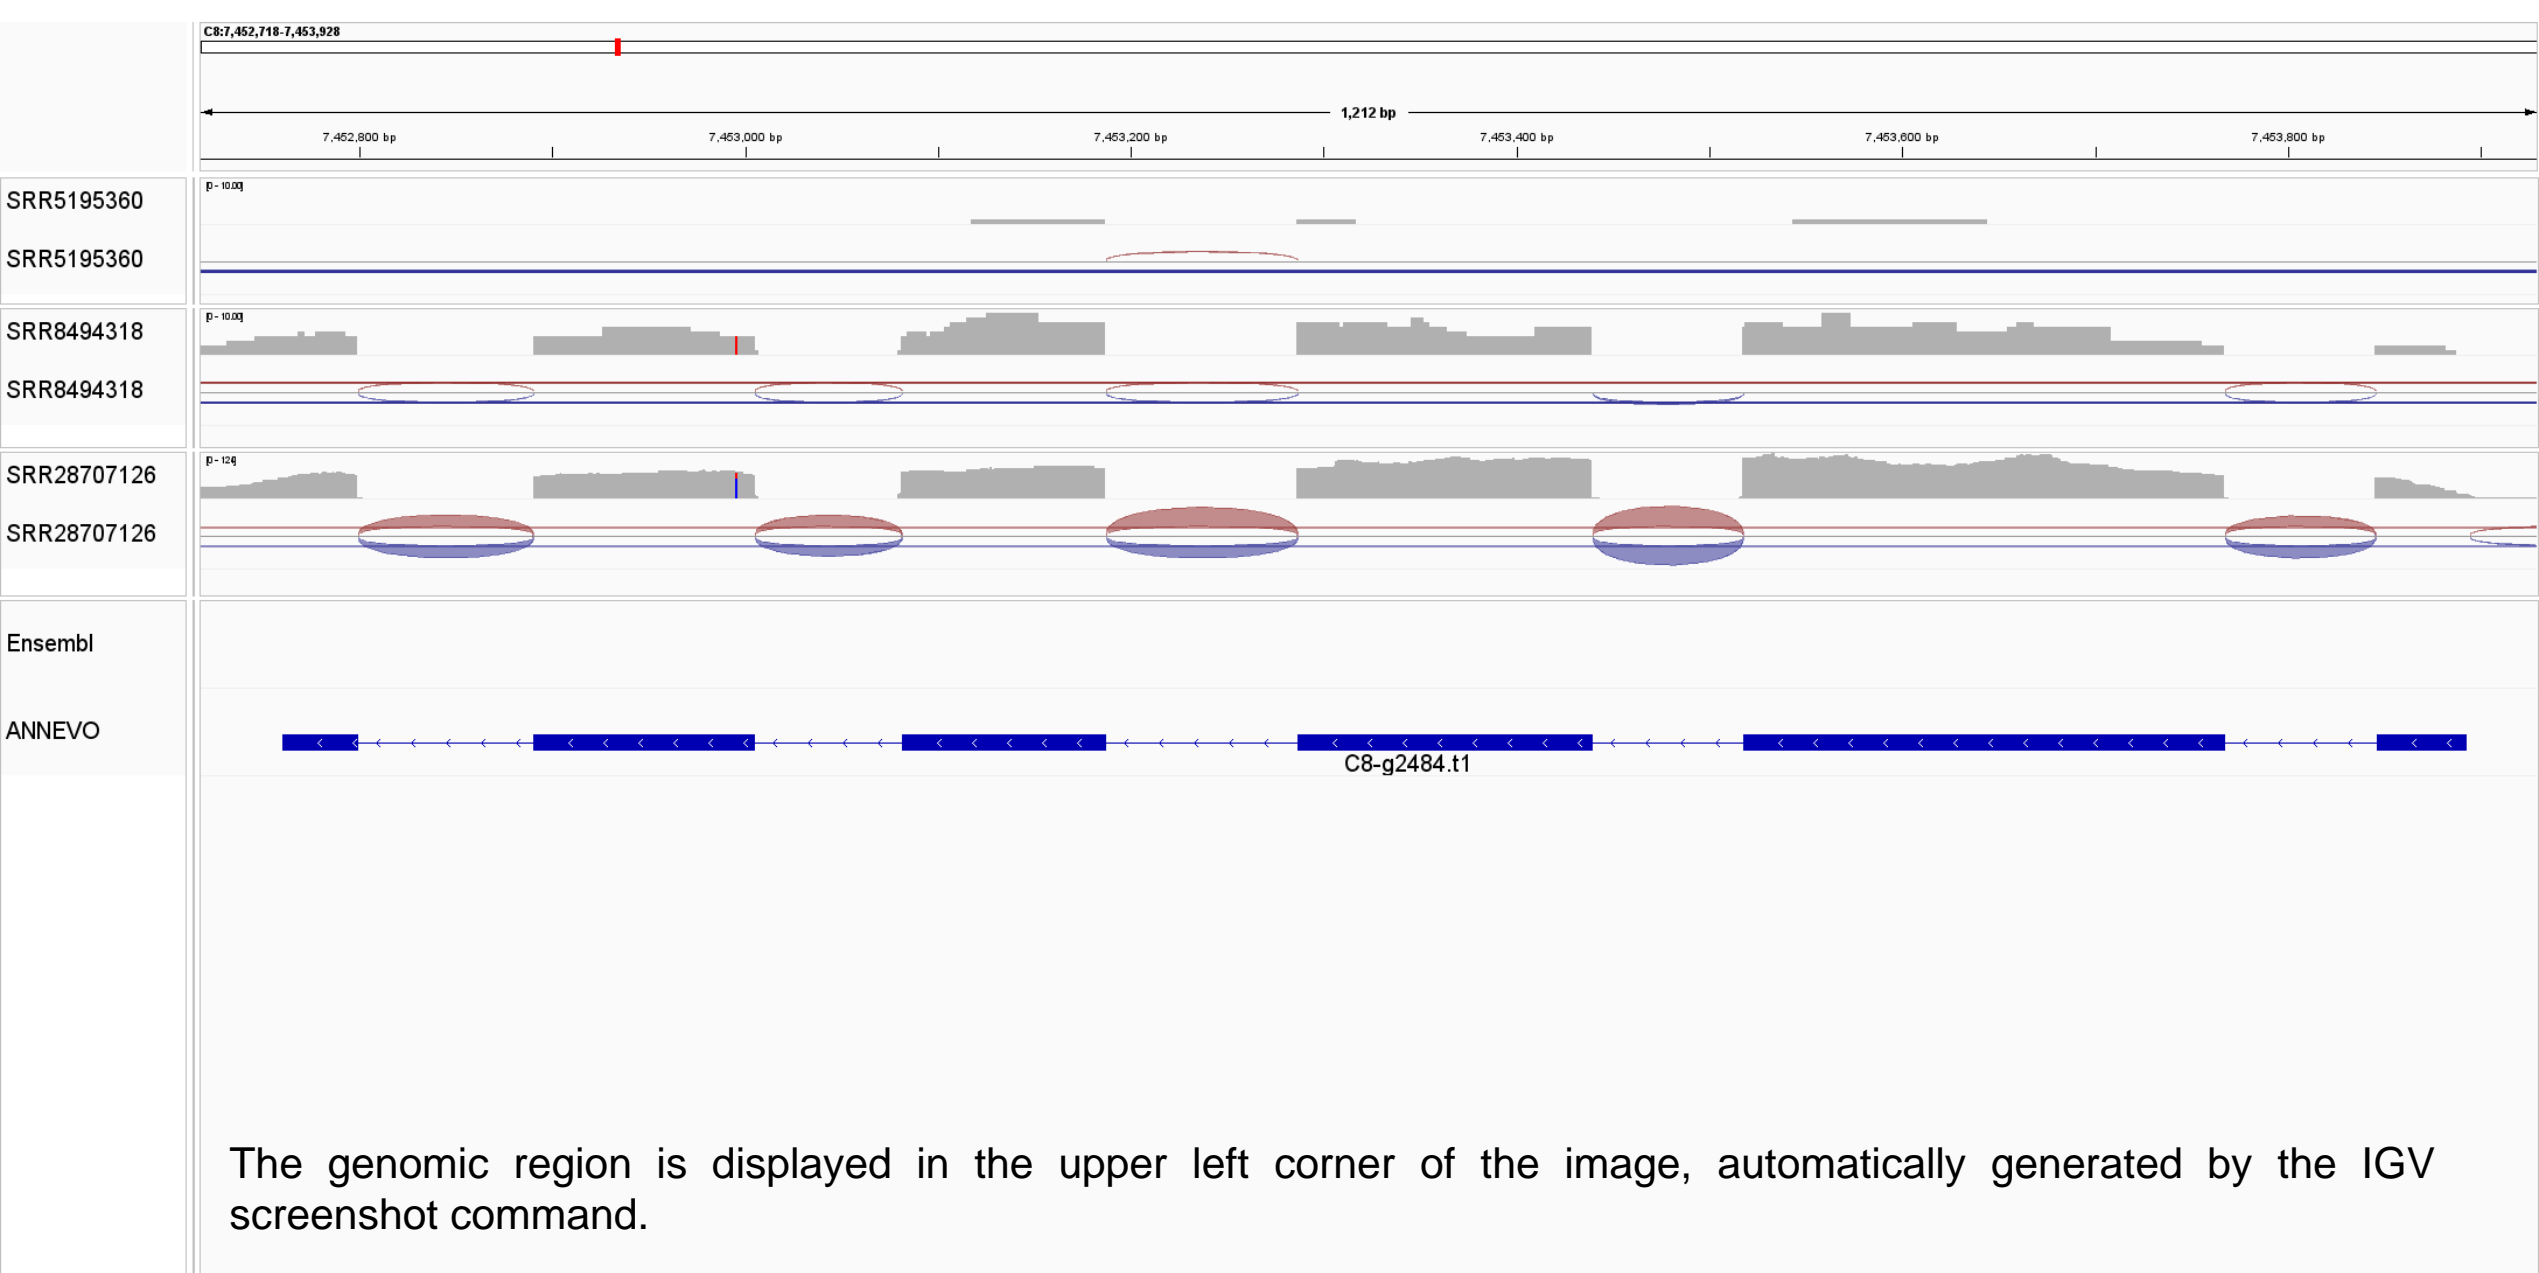 C8:7,452,718-7,453,928
1,212 bp
7,452,800 bp 7,453,000 bp 7,453,200 bp 7,453,400 bp 7,453,600 bp 7,453,800 bp
SRR5195360
[0 - 10.00]
SRR5195360
SRR8494318
[0 - 10.00]
SRR8494318
SRR28707126
[0 - 124]
SRR28707126
Ensembl
ANNEVO
C8-g2484.t1
The genomic region is displayed in the upper left corner of the image, automatically generated by the IGV
screenshot command.